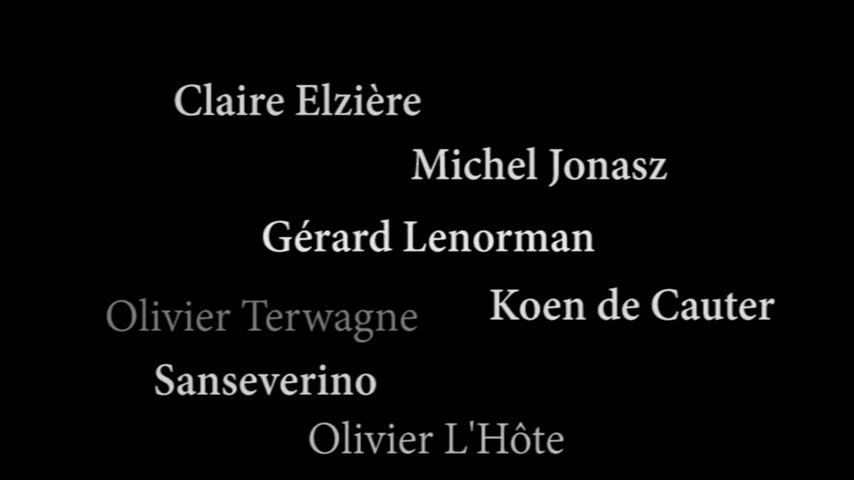 Claire Elzière
Michel Jonasz
Gérard Lenorman
Koen de Cauter
Olivier Terwagne
Sanseverino
Olivier L'Hôte